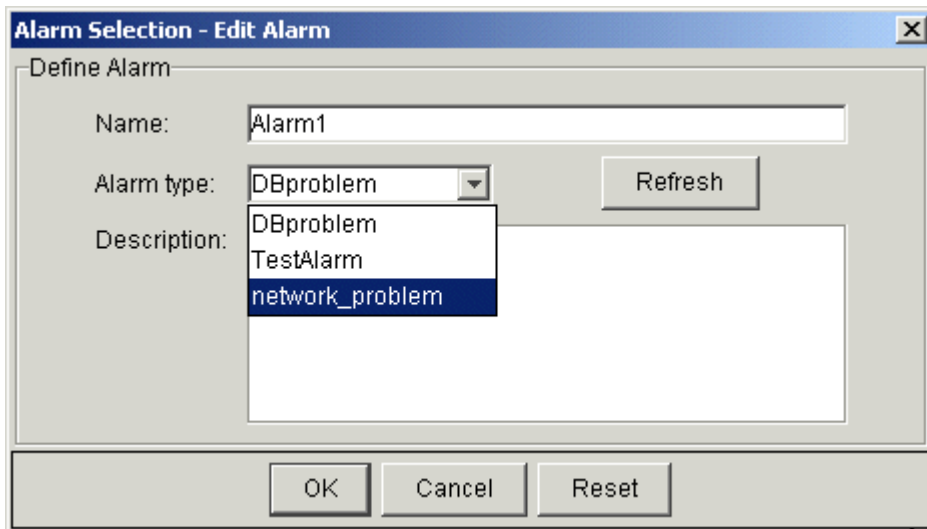 Alarm Selection - Edit Alarm
Define Alarm
Name: Alarm1
Alarm type: DBproblem Refresh
DBproblem
Description:
TestAlarm
network_problem
OK Cancel Reset